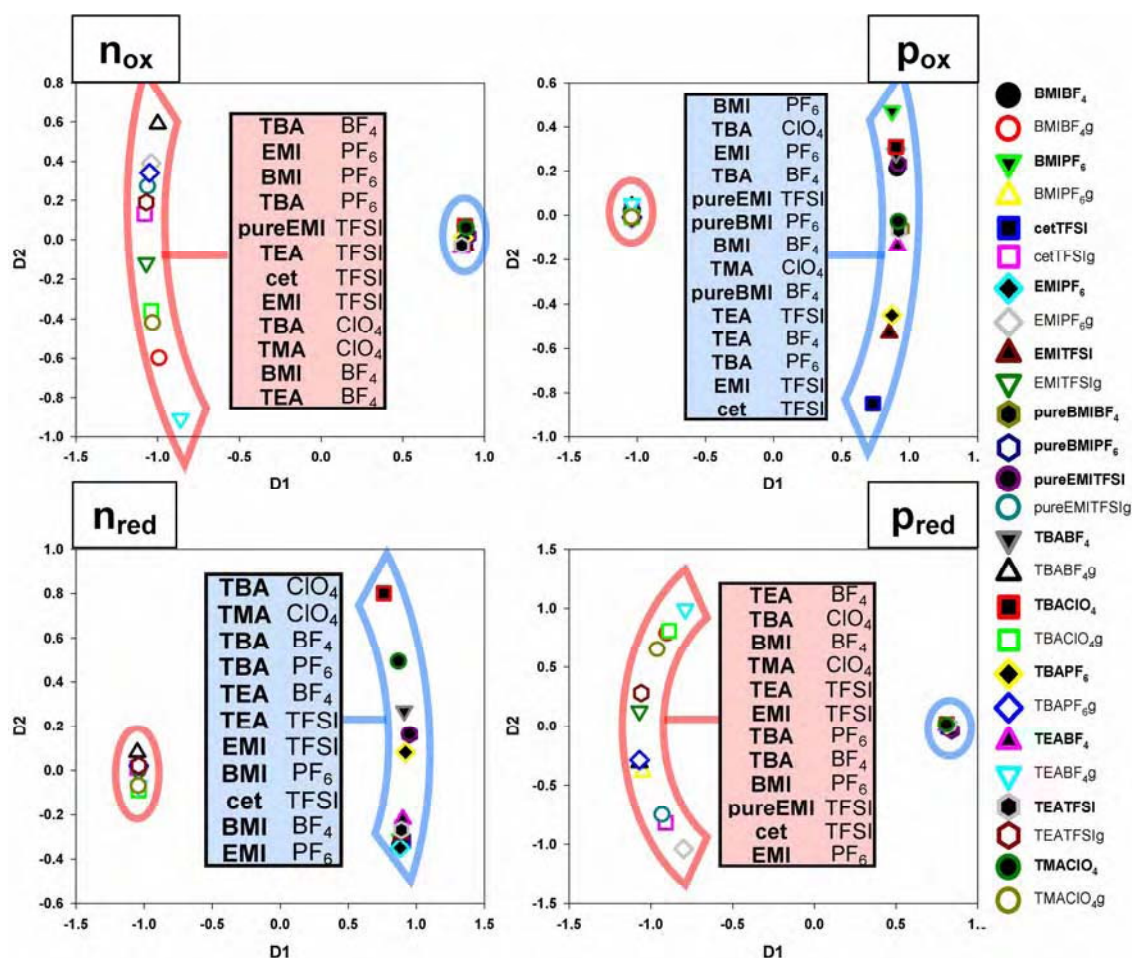 n_ox
0.8
0.6
0.4
0.2
0.0
-0.2
-0.4
-0.6
-0.8
-1.0
D2
-1.5 -1.0 -0.5 0.0 0.5 1.0 1.5
D1
TBA BF₄
EMI PF₆
BMI PF₆
TBA PF₆
pureEMI TFSI
TEA TFSI
cet TFSI
EMI TFSI
TBA ClO₄
TMA ClO₄
BMI BF₄
TEA BF₄
p_ox
0.6
0.4
0.2
0.0
-0.2
-0.4
-0.6
-0.8
-1.0
-1.5 -1.0 -0.5 0.0 0.5 1.0 1.5
D1
BMI PF₆
TBA ClO₄
EMI PF₆
TBA BF₄
pureEMI TFSI
pureBMI PF₆
BMI BF₄
TMA ClO₄
pureBMI BF₄
TEA TFSI
TEA BF₄
TBA PF₆
EMI TFSI
cet TFSI
n_red
1.0
0.8
0.6
0.4
0.2
0.0
-0.2
-0.4
-0.6
D2
-1.5 -1.0 -0.5 0.0 0.5 1.0 1.5
D1
TBA ClO₄
TMA ClO₄
TBA BF₄
TBA PF₆
TEA BF₄
TEA TFSI
EMI TFSI
BMI PF₆
cet TFSI
BMI BF₄
EMI PF₆
p_red
1.5
1.0
0.5
0.0
-0.5
-1.0
-1.5
D2
-1.5 -1.0 -0.5 0.0 0.5 1.0
D1
TEA BF₄
TBA ClO₄
BMI BF₄
TMA ClO₄
TEA TFSI
EMI TFSI
TBA PF₆
TBA BF₄
BMI PF₆
pureEMI TFSI
cet TFSI
EMI PF₆
BMIBF₄
BMIBF₄g
BMIPF₆
BMIPF₆g
cetTFSI
cetTFSIg
EMIPF₆
EMIPF₆g
EMITFSI
EMITFSIg
pureBMIBF₄
pureBMIPF₆
pureEMITFSI
pureEMITFSIg
TBABF₄
TBABF₄g
TBAClO₄
TBAClO₄g
TBAPF₆
TBAPF₆g
TEABF₄
TEABF₄g
TEATFSI
TEATFSIg
TMAClO₄
TMAClO₄g